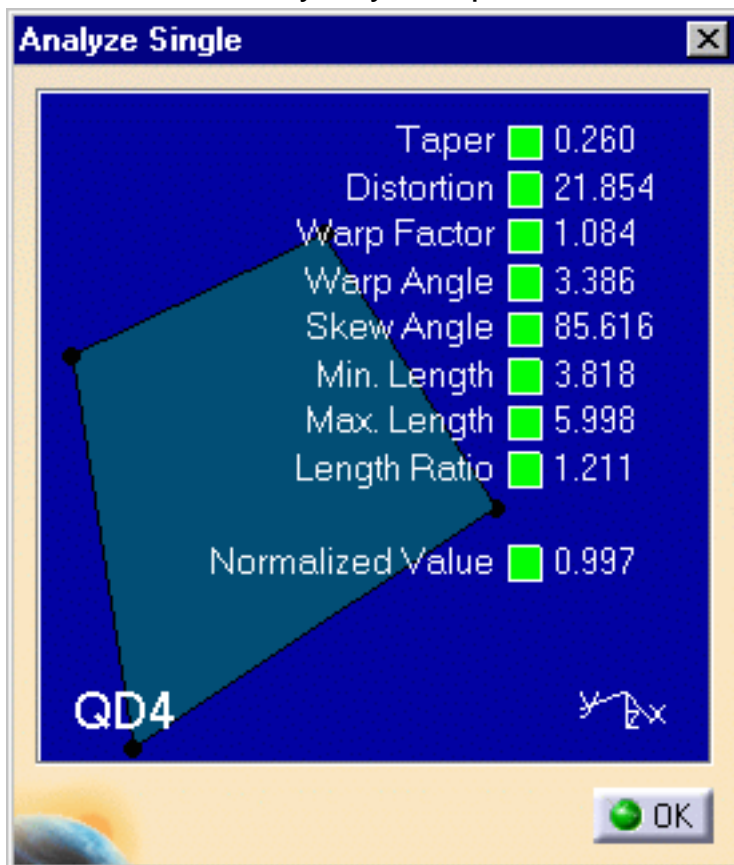 Analyze Single
Taper 0.260
Distortion 21.854
Warp Factor 1.084
Warp Angle 3.386
Skew Angle 85.616
Min. Length 3.818
Max. Length 5.998
Length Ratio 1.211
Normalized Value 0.997
QD4
y z x
OK